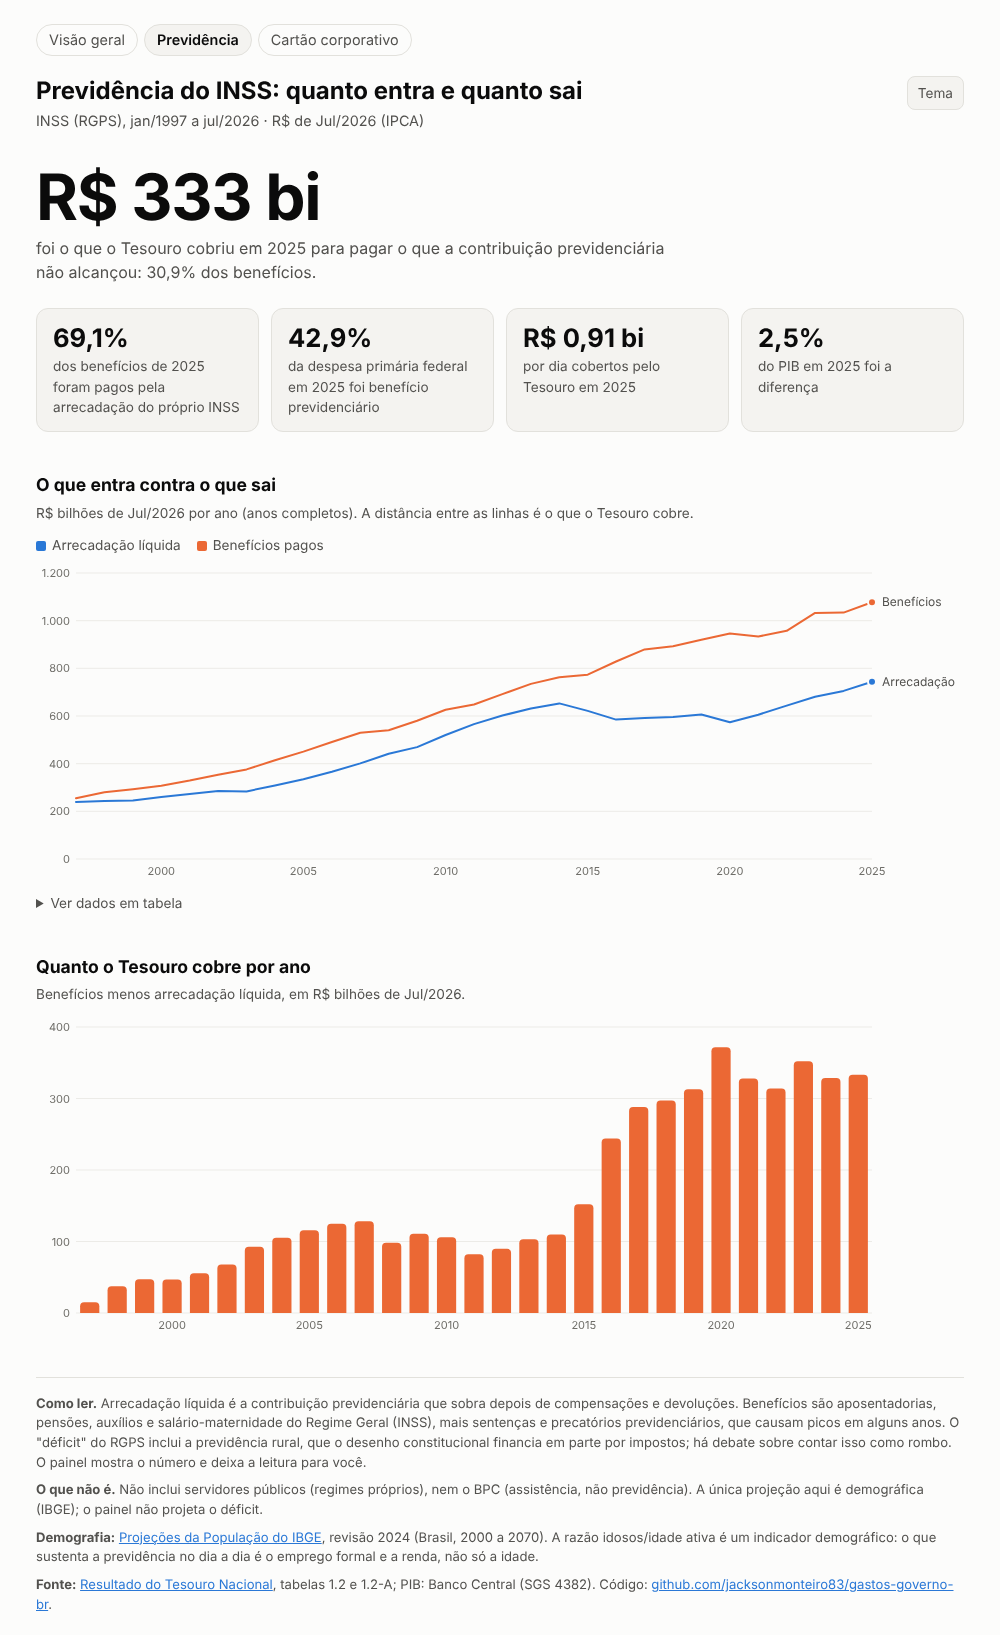 Visão geral
Previdência
Cartão corporativo
Previdência do INSS: quanto entra e quanto sai
Tema
INSS (RGPS), jan/1997 a jul/2026 · R$ de Jul/2026 (IPCA)
R$ 333 bi
foi o que o Tesouro cobriu em 2025 para pagar o que a contribuição previdenciária
não alcançou: 30,9% dos benefícios.
69,1%
dos benefícios de 2025
foram pagos pela
arrecadação do próprio INSS
42,9%
da despesa primária federal
em 2025 foi benefício
previdenciário
R$ 0,91 bi
por dia cobertos pelo
Tesouro em 2025
2,5%
do PIB em 2025 foi a
diferença
O que entra contra o que sai
R$ bilhões de Jul/2026 por ano (anos completos). A distância entre as linhas é o que o Tesouro cobre.
Arrecadação líquida
Benefícios pagos
1.200
1.000
800
600
400
200
0
Benefícios
Arrecadação
2000
2005
2010
2015
2020
2025
Ver dados em tabela
Quanto o Tesouro cobre por ano
Benefícios menos arrecadação líquida, em R$ bilhões de Jul/2026.
400
300
200
100
0
2000
2005
2010
2015
2020
2025
Como ler. Arrecadação líquida é a contribuição previdenciária que sobra depois de compensações e devoluções. Benefícios são aposentadorias,
pensões, auxílios e salário-maternidade do Regime Geral (INSS), mais sentenças e precatórios previdenciários, que causam picos em alguns anos. O
"déficit" do RGPS inclui a previdência rural, que o desenho constitucional financia em parte por impostos; há debate sobre contar isso como rombo.
O painel mostra o número e deixa a leitura para você.
O que não é. Não inclui servidores públicos (regimes próprios), nem o BPC (assistência, não previdência). A única projeção aqui é demográfica
(IBGE); o painel não projeta o déficit.
Demografia: Projeções da População do IBGE, revisão 2024 (Brasil, 2000 a 2070). A razão idosos/idade ativa é um indicador demográfico: o que
sustenta a previdência no dia a dia é o emprego formal e a renda, não só a idade.
Fonte: Resultado do Tesouro Nacional, tabelas 1.2 e 1.2-A; PIB: Banco Central (SGS 4382). Código: github.com/jacksonmonteiro83/gastos-governo-
br.